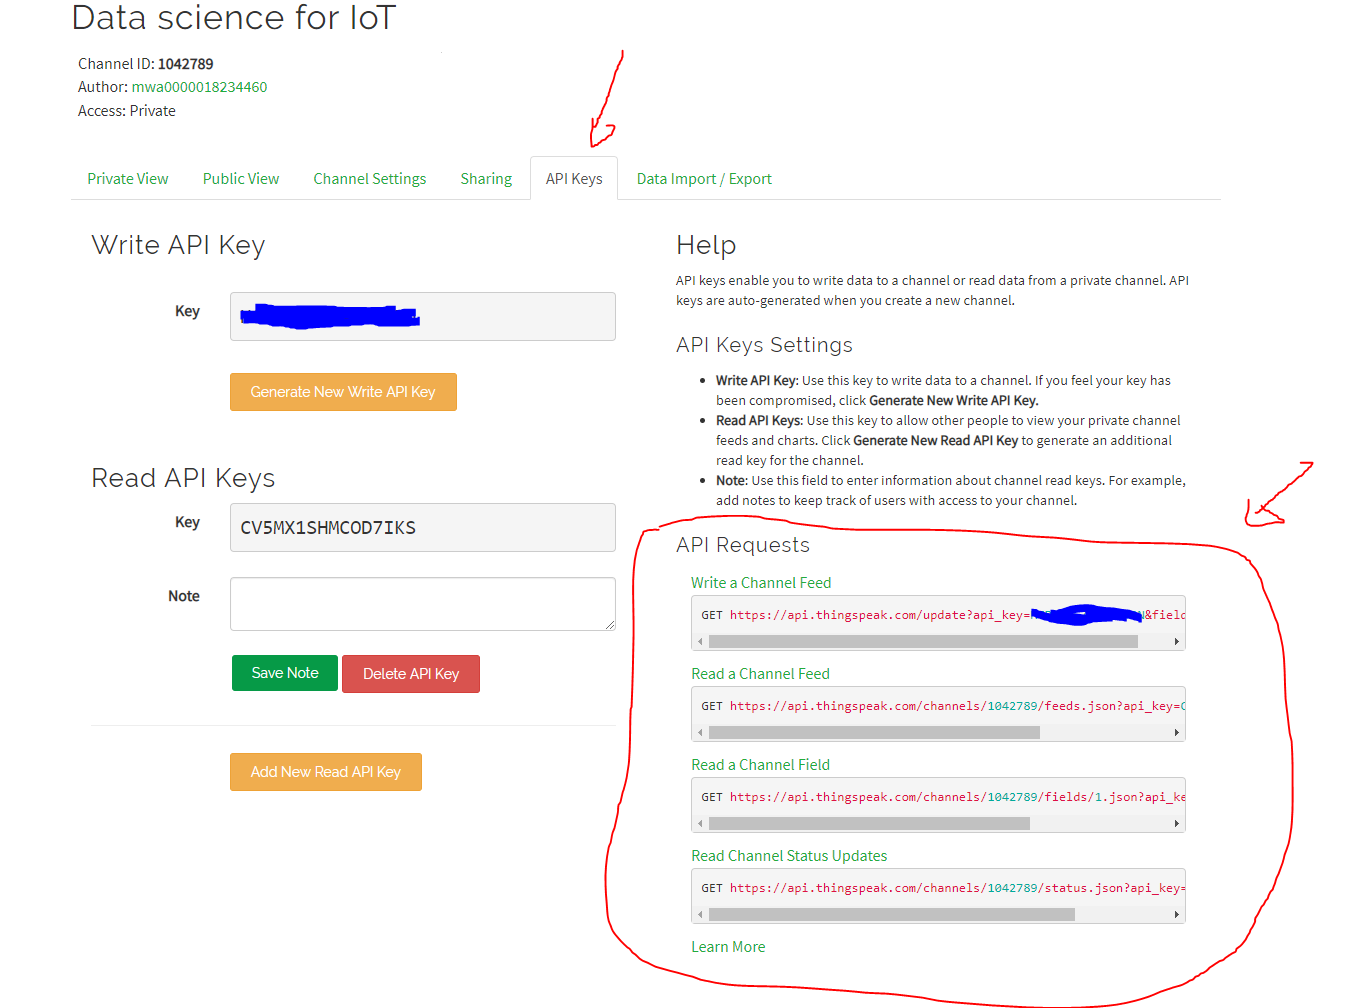 Data science for IoT
Channel ID: 1042789
Author: mwa0000018234460
Access: Private
Private View Public View Channel Settings Sharing API Keys Data Import / Export
Write API Key
Key
Generate New Write API Key
Read API Keys
Key CV5MX1SHMCOD7IKS
Note
Save Note Delete API Key
Add New Read API Key
Help
API keys enable you to write data to a channel or read data from a private channel. API
keys are auto-generated when you create a new channel.
API Keys Settings
• Write API Key: Use this key to write data to a channel. If you feel your key has
been compromised, click Generate New Write API Key.
• Read API Keys: Use this key to allow other people to view your private channel
feeds and charts. Click Generate New Read API Key to generate an additional
read key for the channel.
• Note: Use this field to enter information about channel read keys. For example,
add notes to keep track of users with access to your channel.
API Requests
Write a Channel Feed
GET https://api.thingspeak.com/update?api_key= &field
Read a Channel Feed
GET https://api.thingspeak.com/channels/1042789/feeds.json?api_key=C
Read a Channel Field
GET https://api.thingspeak.com/channels/1042789/fields/1.json?api_ke
Read Channel Status Updates
GET https://api.thingspeak.com/channels/1042789/status.json?api_key=
Learn More